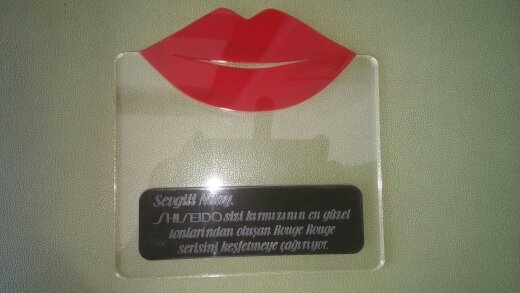 Sevgili
SHISEIDO sizi kırmızının en güzel
tonlarından oluşan Rouge Rouge
serisini keşfetmeye çağırıyor.